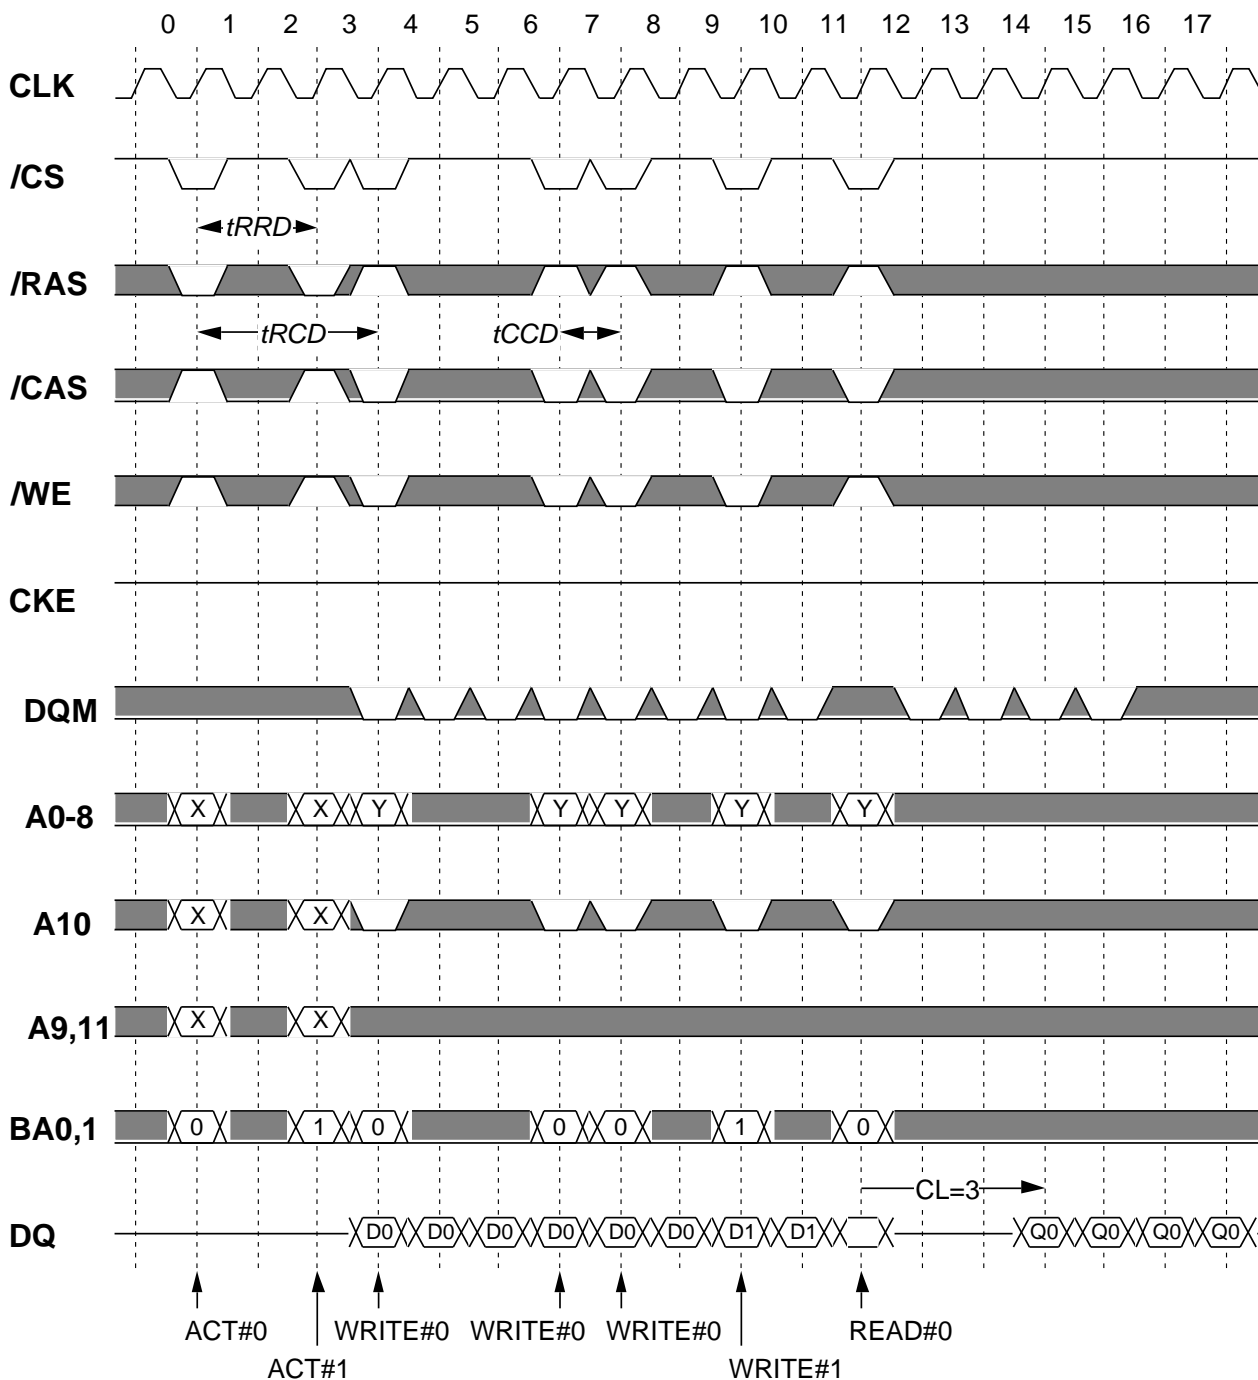 0 1 2 3 4 5 6 7 8 9 10 11 12 13 14 15 16 17
CLK
/CS
tRRD
/RAS
tRCD tCCD
/CAS
/WE
CKE
DQM
A0-8 X X Y Y Y Y Y
A10 X X
A9,11 X X
BA0,1 0 1 0 0 0 1 0
CL=3
DQ D0 D0 D0 D0 D0 D0 D1 D1 Q0 Q0 Q0 Q0
ACT#0 WRITE#0 WRITE#0 WRITE#0 READ#0
ACT#1 WRITE#1